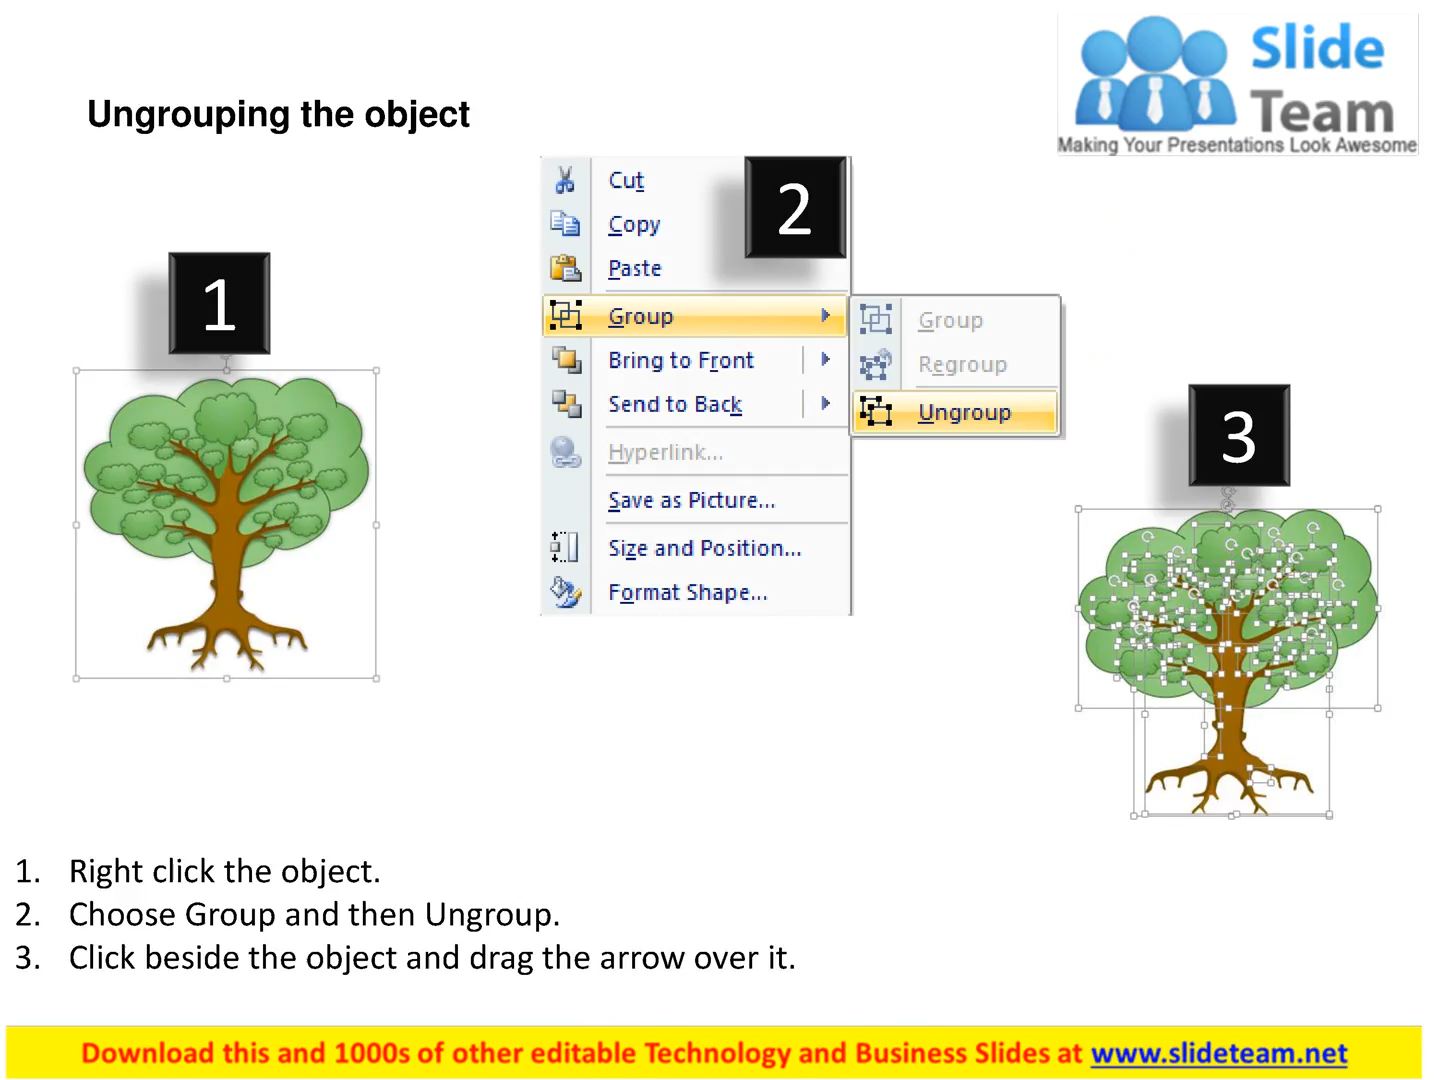 Slide
Team
Making Your Presentations Look Awesome
Ungrouping the object
1
2
Cut
Copy
Paste
Group
Bring to Front
Send to Back
Hyperlink...
Save as Picture...
Size and Position...
Format Shape...
Group
Regroup
Ungroup
3
1. Right click the object.
2. Choose Group and then Ungroup.
3. Click beside the object and drag the arrow over it.
Download this and 1000s of other editable Technology and Business Slides at www.slideteam.net